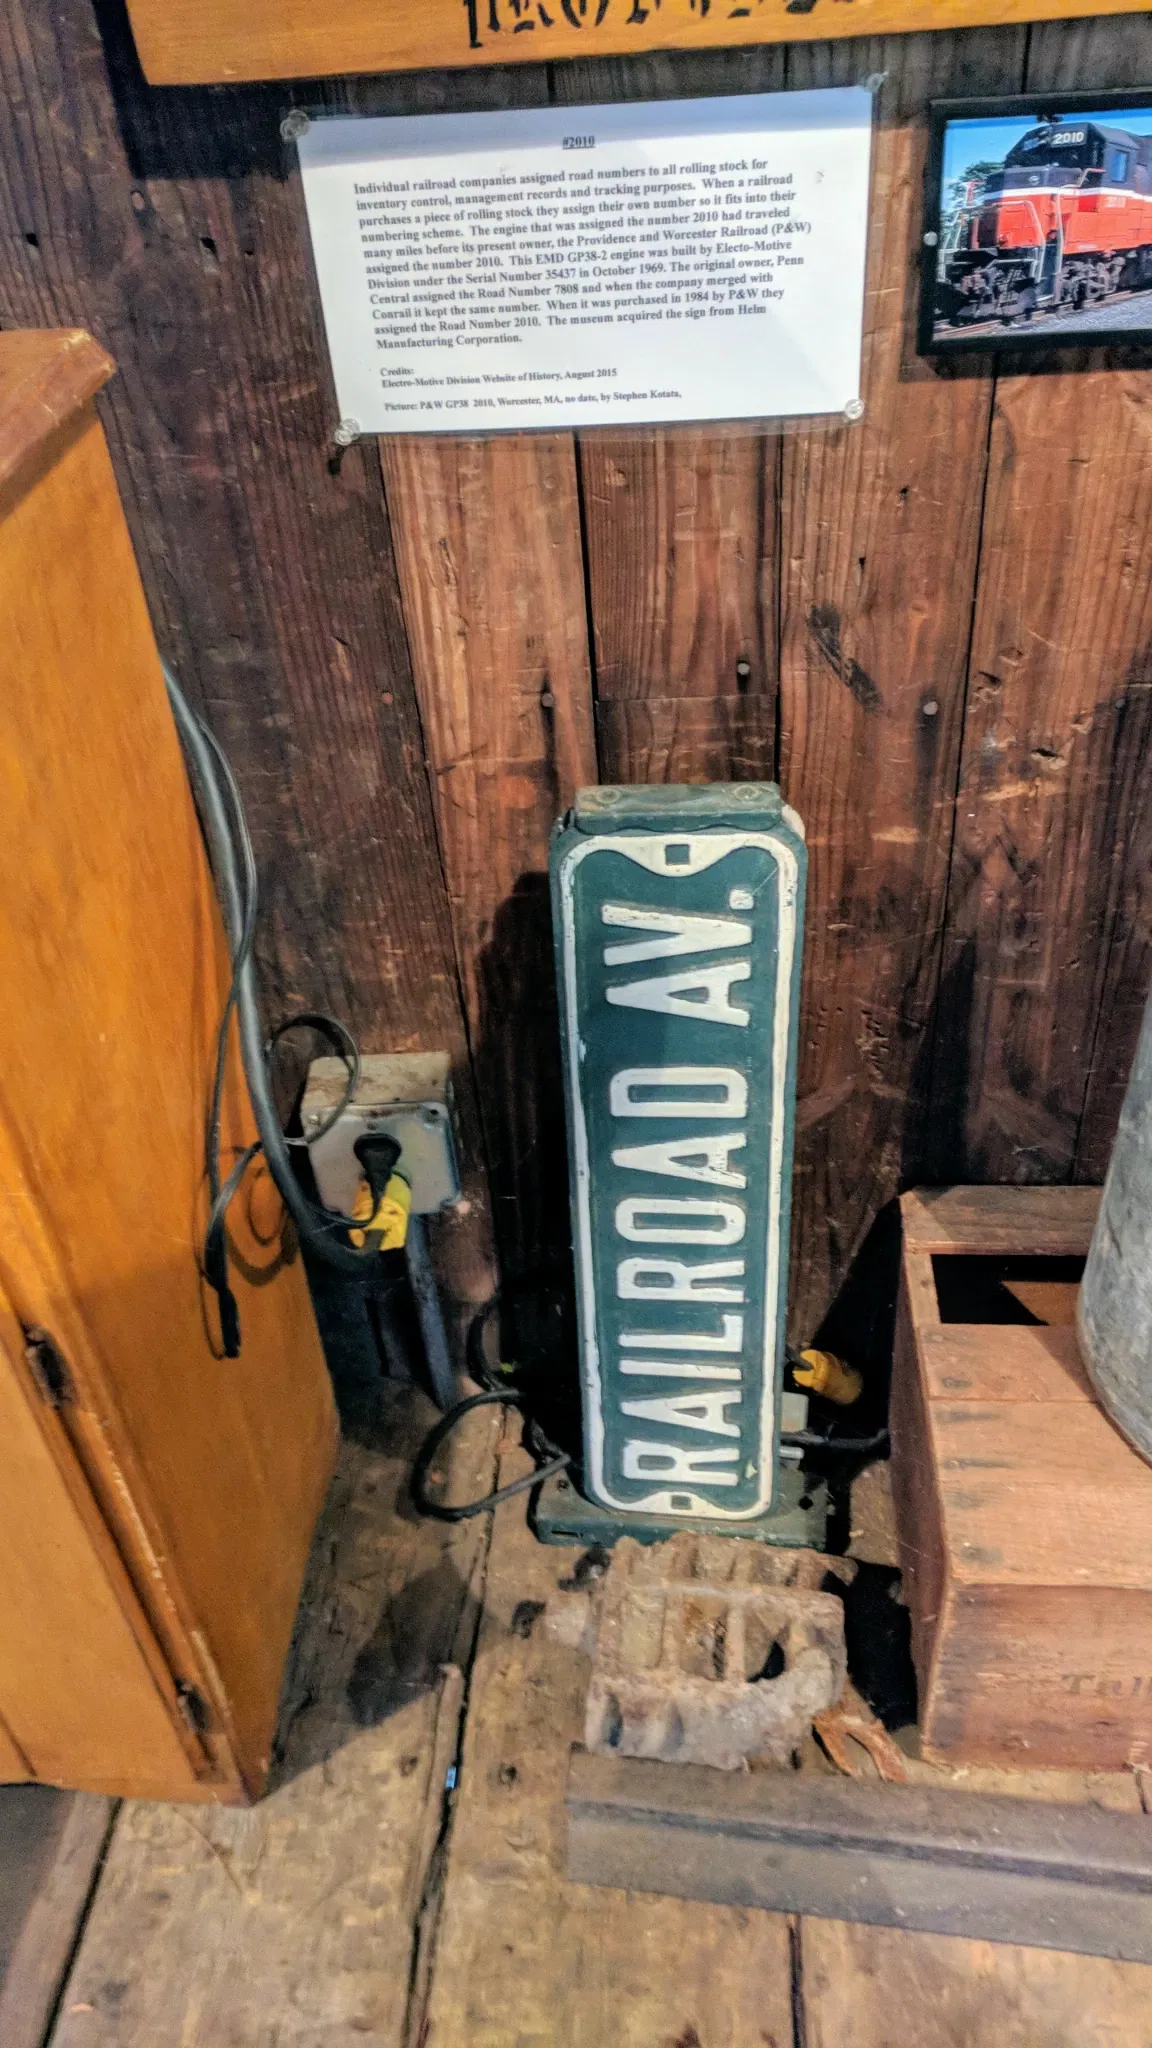 #2010
Individual railroad companies assigned road numbers to all rolling stock for
inventory control, management records and tracking purposes. When a railroad
purchases a piece of rolling stock they assign their own number so it fits into their
numbering scheme. The engine that was assigned the number 2010 had traveled
many miles before its present owner, the Providence and Worcester Railroad (P&W)
assigned the number 2010. This EMD GP38-2 engine was built by Electo-Motive
Division under the Serial Number 35437 in October 1969. The original owner, Penn
Central assigned the Road Number 7808 and when the company merged with
Conrail it kept the same number. When it was purchased in 1984 by P&W they
assigned the Road Number 2010. The museum acquired the sign from Helm
Manufacturing Corporation.
Credits:
Electro-Motive Division Website of History, August 2015
Picture: P&W GP38 2010, Worcester, MA, no date, by Stephen Kotata,
2010
RAILROAD AV.